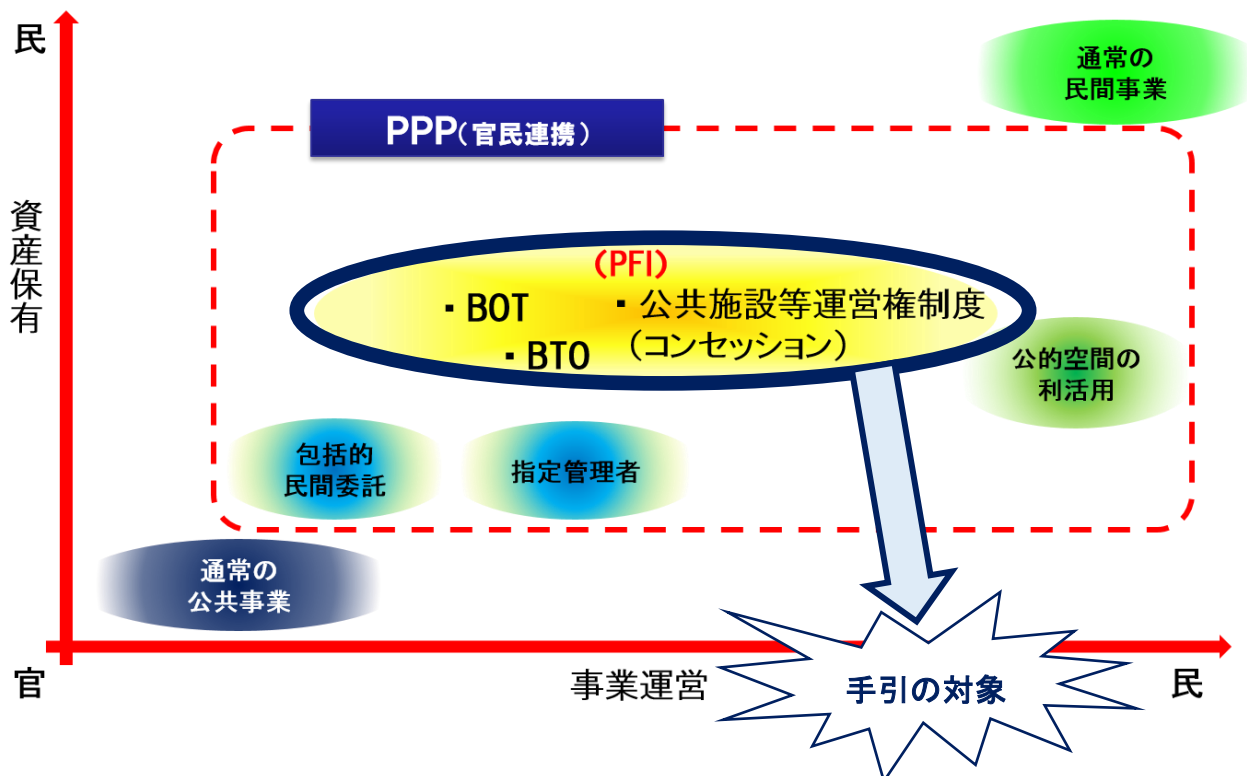 民
通常の
民間事業
PPP(官民連携)
資産保有
(PFI)
・BOT
・公共施設等運営権制度
・BTO
(コンセッション)
公的空間の
利活用
包括的
民間委託
指定管理者
通常の
公共事業
官
事業運営
手引の対象
民